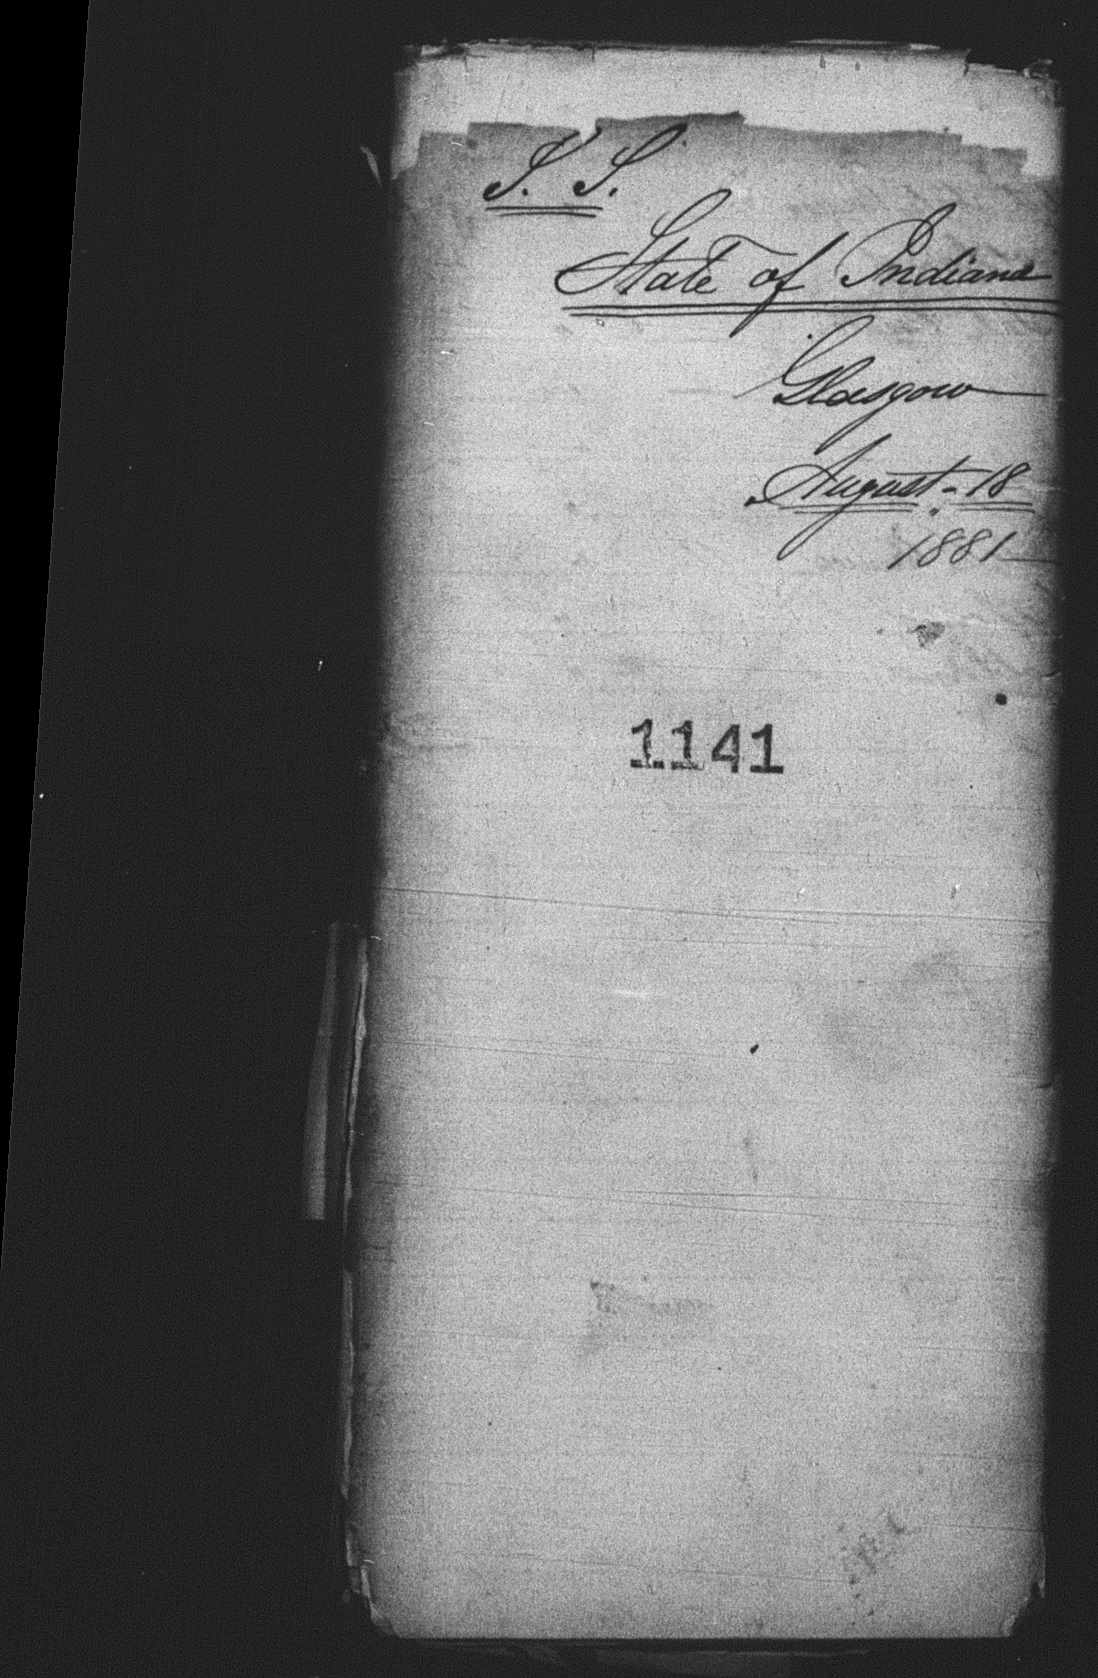 S. S.
State of Indiana
Glasgow
August - 18
1881
1141